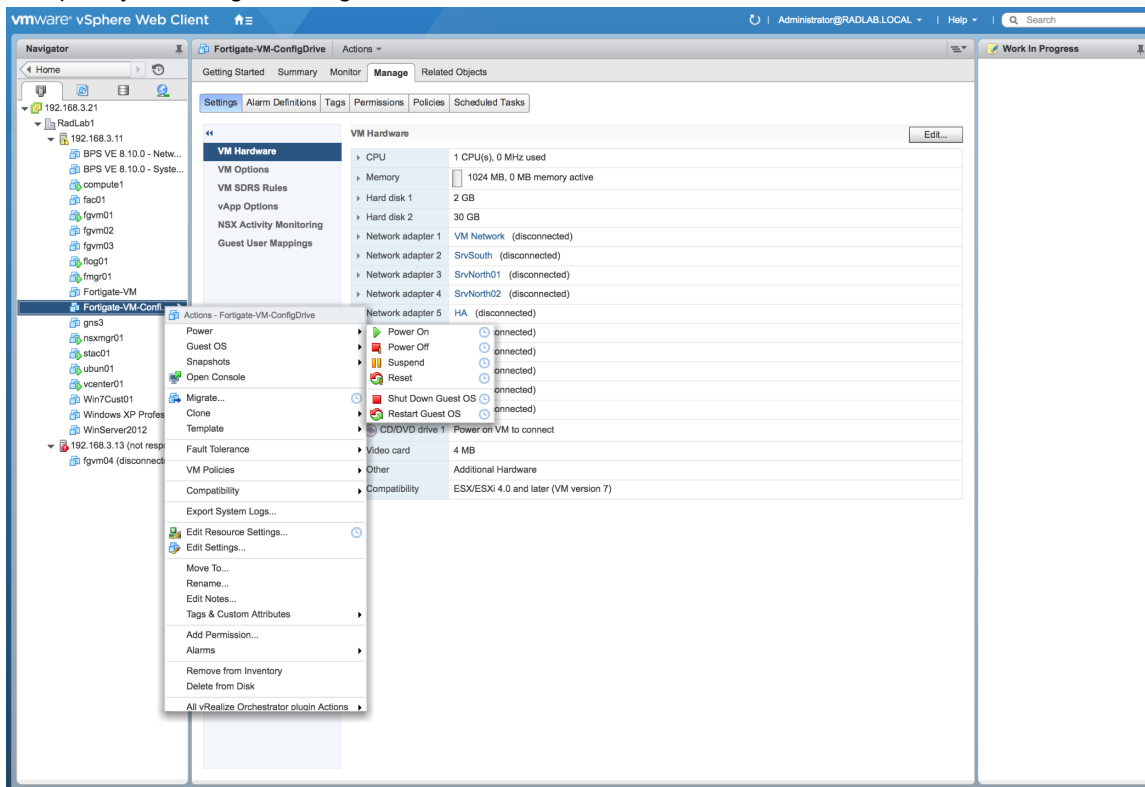 vmware® vSphere Web Client
Administrator@RADLAB.LOCAL | Help | Search
Navigator
Home
192.168.3.21
RadLab1
192.168.3.11
BPS VE 8.10.0 - Netw...
BPS VE 8.10.0 - Syste...
compute1
fac01
fgvm01
fgvm02
fgvm03
flog01
fmgr01
Fortigate-VM
Fortigate-VM-Confi...
gns3
nsxmgr01
stac01
ubun01
vcenter01
Win7Cust01
Windows XP Profes
WinServer2012
192.168.3.13 (not resp
fgvm04 (disconnect
Fortigate-VM-ConfigDrive Actions
Getting Started Summary Monitor Manage Related Objects
Settings Alarm Definitions Tags Permissions Policies Scheduled Tasks
VM Hardware
VM Options
VM SDRS Rules
vApp Options
NSX Activity Monitoring
Guest User Mappings
VM Hardware Edit...
CPU 1 CPU(s), 0 MHz used
Memory 1024 MB, 0 MB memory active
Hard disk 1 2 GB
Hard disk 2 30 GB
Network adapter 1 VM Network (disconnected)
Network adapter 2 SrvSouth (disconnected)
Network adapter 3 SrvNorth01 (disconnected)
Network adapter 4 SrvNorth02 (disconnected)
Network adapter 5 HA (disconnected)
onnected)
onnected)
onnected)
onnected)
onnected)
CD/DVD drive 1 Power on VM to connect
Video card 4 MB
Other Additional Hardware
Compatibility ESX/ESXi 4.0 and later (VM version 7)
Actions - Fortigate-VM-ConfigDrive
Power
Guest OS
Snapshots
Open Console
Migrate...
Clone
Template
Fault Tolerance
VM Policies
Compatibility
Export System Logs...
Edit Resource Settings...
Edit Settings...
Move To...
Rename...
Edit Notes...
Tags & Custom Attributes
Add Permission...
Alarms
Remove from Inventory
Delete from Disk
All vRealize Orchestrator plugin Actions
Power On
Power Off
Suspend
Reset
Shut Down Guest OS
Restart Guest OS
Work In Progress